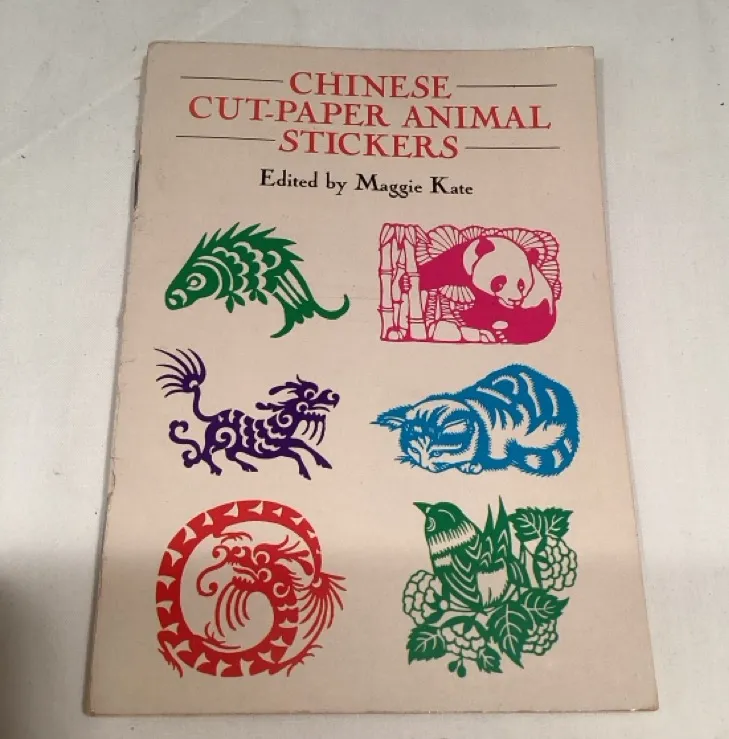 CHINESE
CUT-PAPER ANIMAL
STICKERS
Edited by Maggie Kate